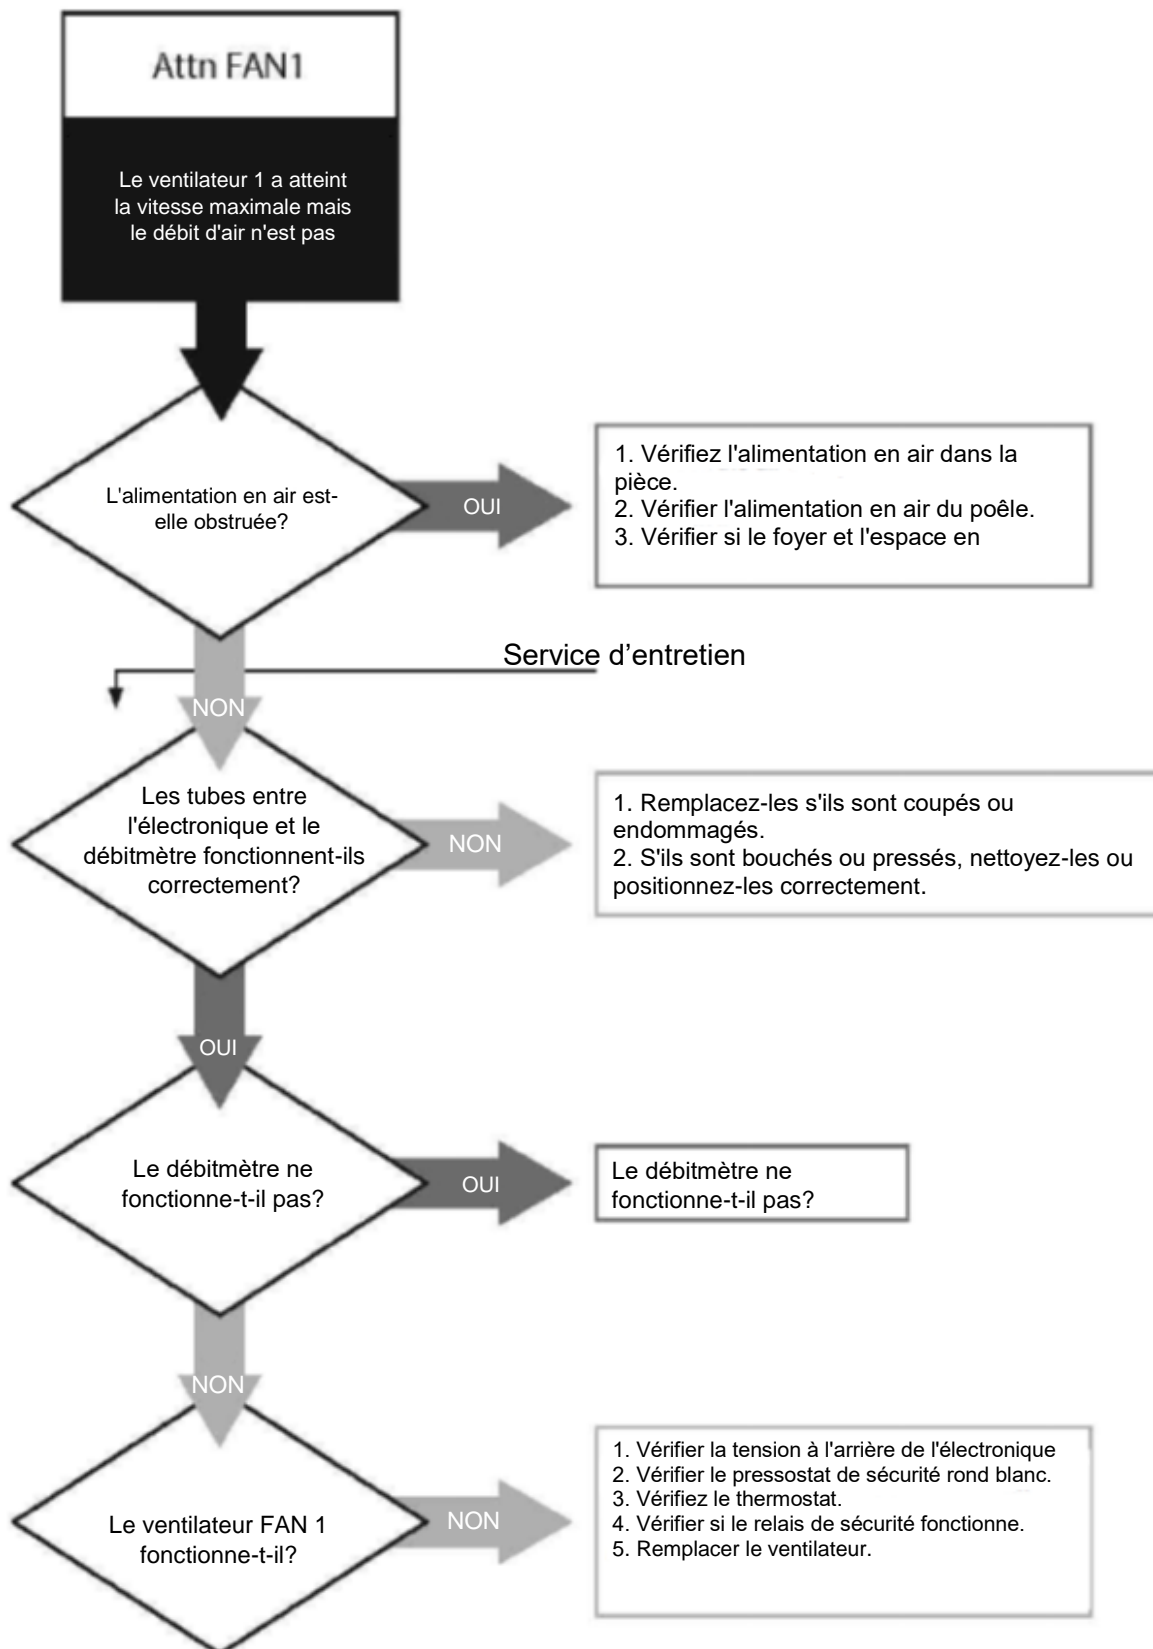 Attn FAN1
Le ventilateur 1 a atteint
la vitesse maximale mais
le débit d'air n'est pas
L'alimentation en air est-
elle obstruée?
OUI
1. Vérifiez l'alimentation en air dans la
pièce.
2. Vérifier l'alimentation en air du poêle.
3. Vérifier si le foyer et l'espace en
Service d’entretien
NON
Les tubes entre
l'électronique et le
débitmètre fonctionnent-ils
correctement?
NON
1. Remplacez-les s'ils sont coupés ou
endommagés.
2. S'ils sont bouchés ou pressés, nettoyez-les ou
positionnez-les correctement.
OUI
Le débitmètre ne
fonctionne-t-il pas?
OUI
Le débitmètre ne
fonctionne-t-il pas?
NON
Le ventilateur FAN 1
fonctionne-t-il?
NON
1. Vérifier la tension à l'arrière de l'électronique
2. Vérifier le pressostat de sécurité rond blanc.
3. Vérifiez le thermostat.
4. Vérifier si le relais de sécurité fonctionne.
5. Remplacer le ventilateur.